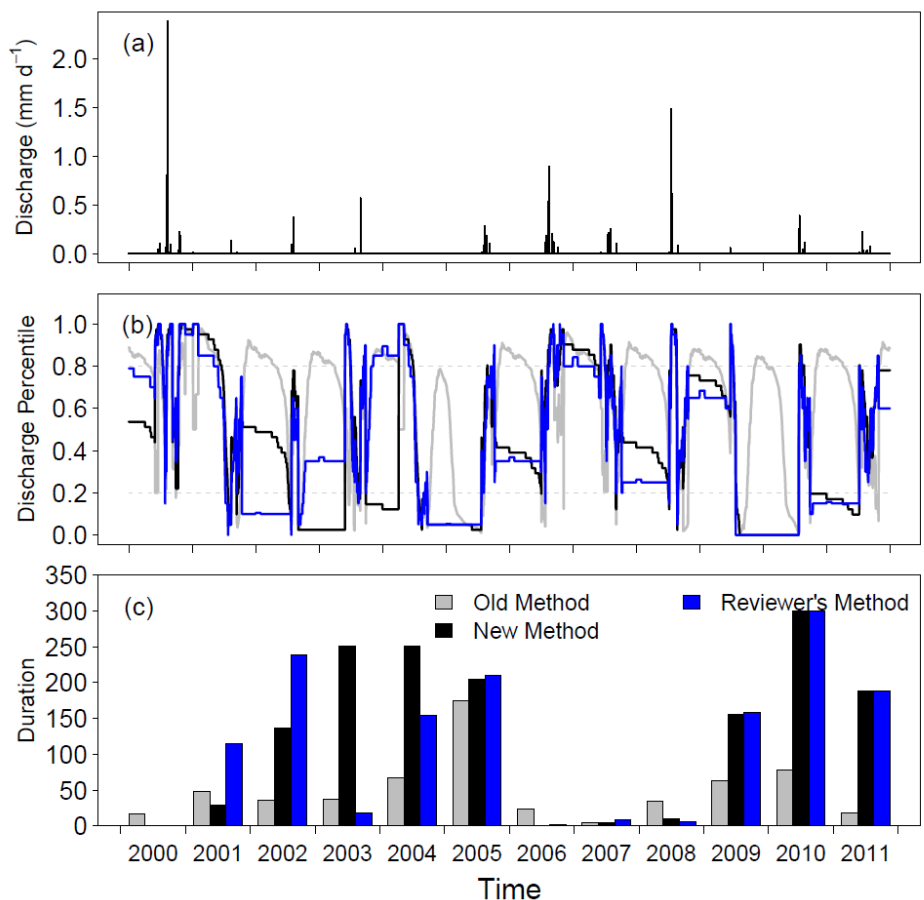 (a)
Discharge (mm d⁻¹)
2.0
1.5
1.0
0.5
0.0
(b)
Discharge Percentile
1.0
0.8
0.6
0.4
0.2
0.0
(c)
Duration
350
300
250
200
150
100
50
0
Old Method
New Method
Reviewer's Method
2000 2001 2002 2003 2004 2005 2006 2007 2008 2009 2010 2011
Time